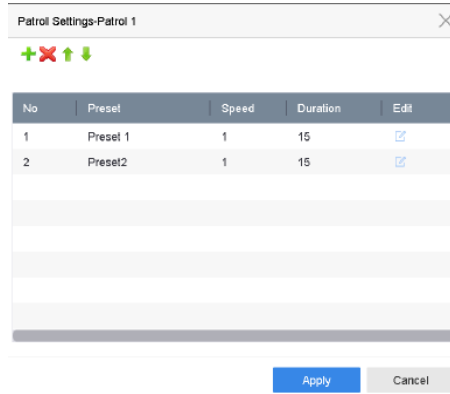 Patrol Settings-Patrol 1
No Preset Speed Duration Edit
1 Preset 1 1 15
2 Preset2 1 15
Apply Cancel